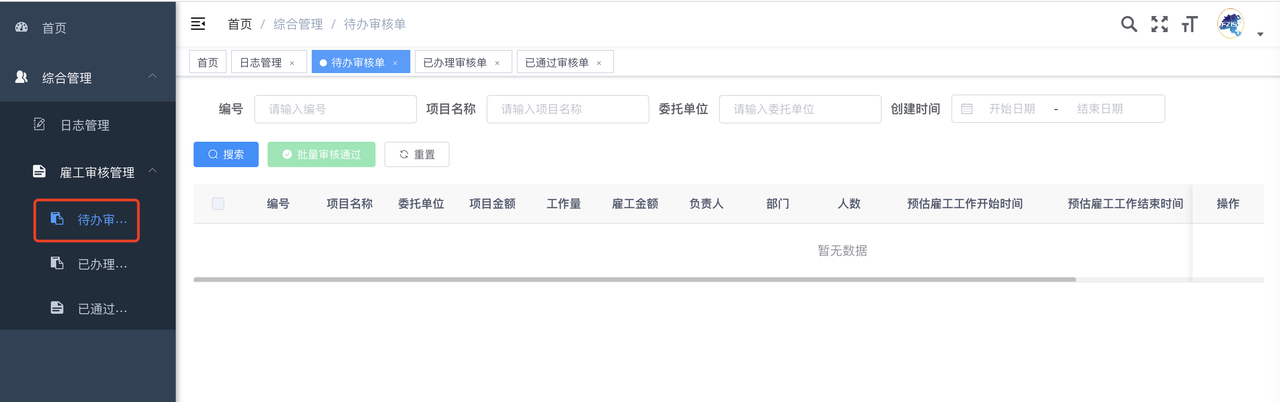 首页
综合管理
日志管理
雇工审核管理
待办审...
已办理...
已通过...
首页 / 综合管理 / 待办审核单
首页 日志管理 × 待办审核单 × 已办理审核单 × 已通过审核单 ×
编号 请输入编号 项目名称 请输入项目名称 委托单位 请输入委托单位 创建时间 开始日期 - 结束日期
搜索 批量审核通过 重置
编号 项目名称 委托单位 项目金额 工作量 雇工金额 负责人 部门 人数 预估雇工工作开始时间 预估雇工工作结束时间 操作
暂无数据